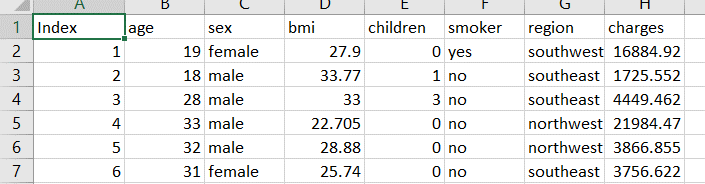 A B C D E F G H
1 Index age sex bmi children smoker region charges
2 1 19 female 27.9 0 yes southwest 16884.92
3 2 18 male 33.77 1 no southeast 1725.552
4 3 28 male 33 3 no southeast 4449.462
5 4 33 male 22.705 0 no northwest 21984.47
6 5 32 male 28.88 0 no northwest 3866.855
7 6 31 female 25.74 0 no southeast 3756.622